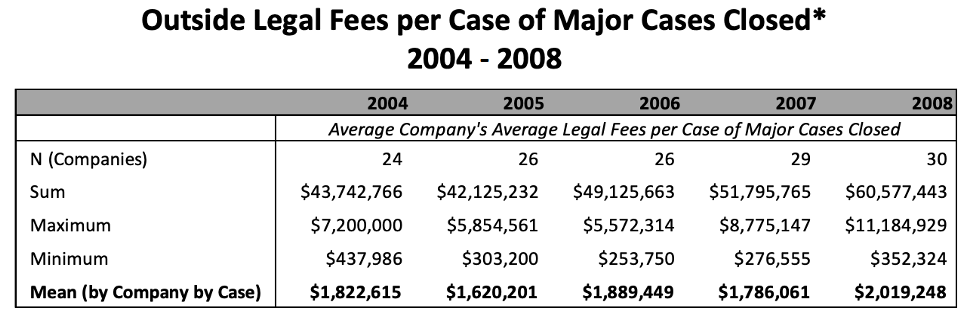 Outside Legal Fees per Case of Major Cases Closed*
2004 - 2008
2004 2005 2006 2007 2008
Average Company's Average Legal Fees per Case of Major Cases Closed
N (Companies) 24 26 26 29 30
Sum $43,742,766 $42,125,232 $49,125,663 $51,795,765 $60,577,443
Maximum $7,200,000 $5,854,561 $5,572,314 $8,775,147 $11,184,929
Minimum $437,986 $303,200 $253,750 $276,555 $352,324
Mean (by Company by Case) $1,822,615 $1,620,201 $1,889,449 $1,786,061 $2,019,248